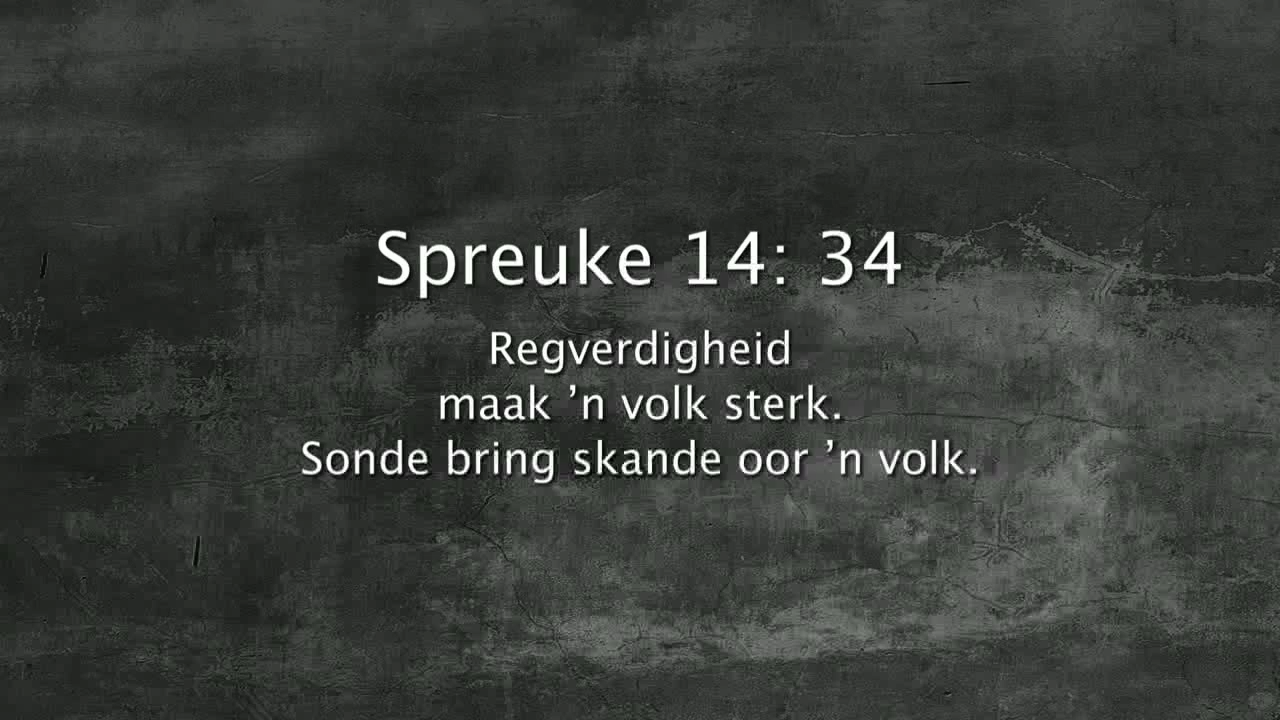 Spreuke 14: 34
Regverdigheid
maak ’n volk sterk.
Sonde bring skande oor ’n volk.